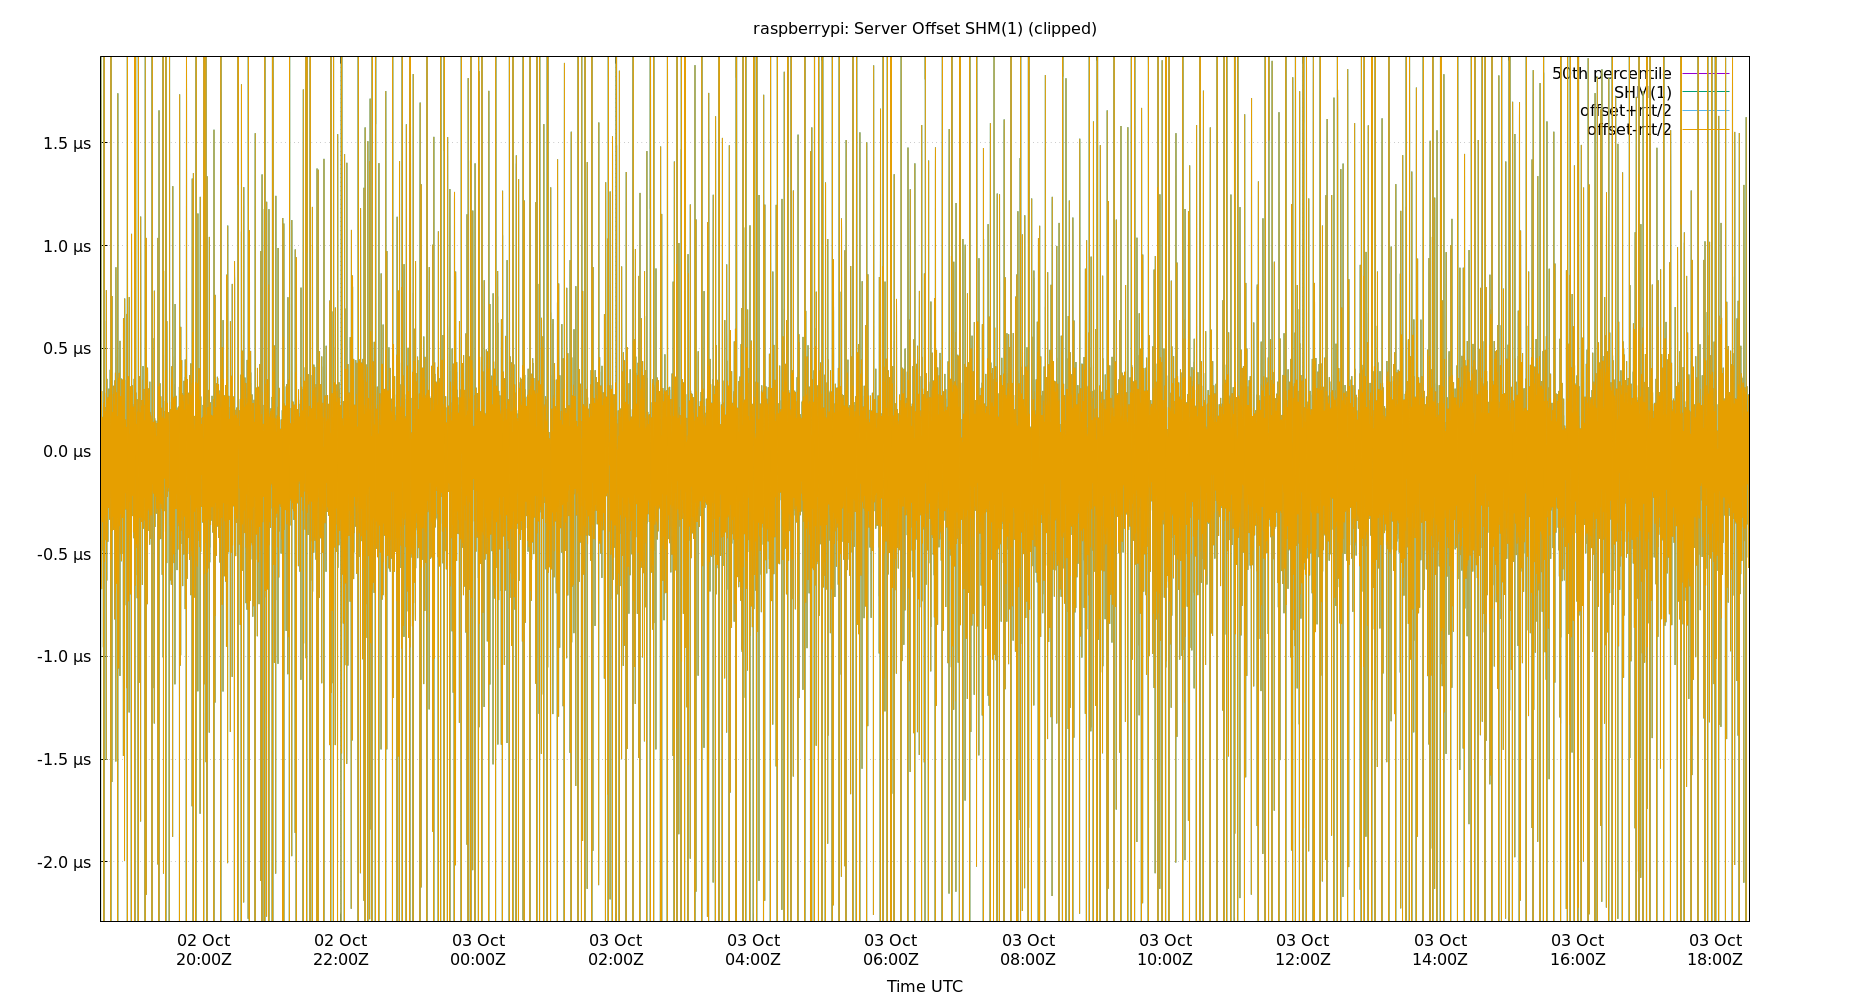 raspberrypi: Server Offset SHM(1) (clipped)
50th percentile
SHM(1)
offset+rtt/2
offset-rtt/2
1.5 µs
1.0 µs
0.5 µs
0.0 µs
-0.5 µs
-1.0 µs
-1.5 µs
-2.0 µs
02 Oct 02 Oct 03 Oct 03 Oct 03 Oct 03 Oct 03 Oct 03 Oct 03 Oct 03 Oct 03 Oct 03 Oct
20:00Z 22:00Z 00:00Z 02:00Z 04:00Z 06:00Z 08:00Z 10:00Z 12:00Z 14:00Z 16:00Z 18:00Z
Time UTC